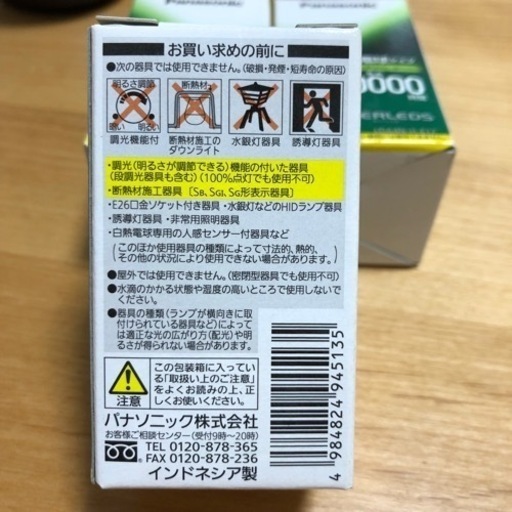 Panasonic
Panasonic
0000
ERLEDS
お買い求めの前に
●次の器具では使用できません。(破損・発煙・短寿命の原因)
明るさ調節
暗い 明るい
調光機能付
断熱材
断熱材施工の
ダウンライト
水銀灯器具
誘導灯器具
・調光(明るさが調節できる)機能の付いた器具
(段調光器具も含む)(100%点灯でも使用不可)
・断熱材施工器具〔SB、SGI、SG形表示器具〕
・E26口金ソケット付き器具・水銀灯などのHIDランプ器具
・誘導灯器具・非常用照明器具
・白熱電球専用の人感センサー付器具など
(このほか使用器具の種類によって寸法的、熱的、
その他の状況により使用できない場合があります。)
●屋外では使用できません。(密閉型器具でも使用不可)
●水滴のかかる状態や湿度の高いところで使用しないで
ください。
●器具の種類(ランプが横向きに取
付けられている器具など)によって
は適正な光の広がり方(配光)や明
るさが得られない場合があります。
注意
この包装箱に入っている
「取扱い上のご注意」
をよくお読みの上、正
しくお使いください。
パナソニック株式会社
お客様ご相談センター(受付9時〜20時)
TEL 0120-878-365
FAX 0120-878-236
インドネシア製
4 984824 945135